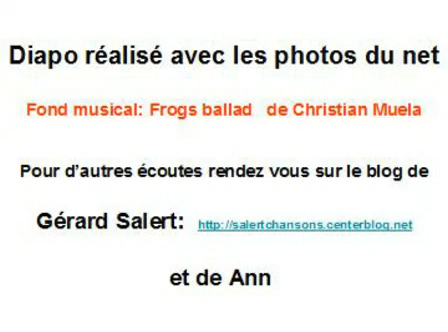 Diapo réalisé avec les photos du net
Fond musical: Frogs ballad de Christian Muela
Pour d'autres écoutes rendez vous sur le blog de
Gérard Salert: http://salertchansons.centerblog.net
et de Ann